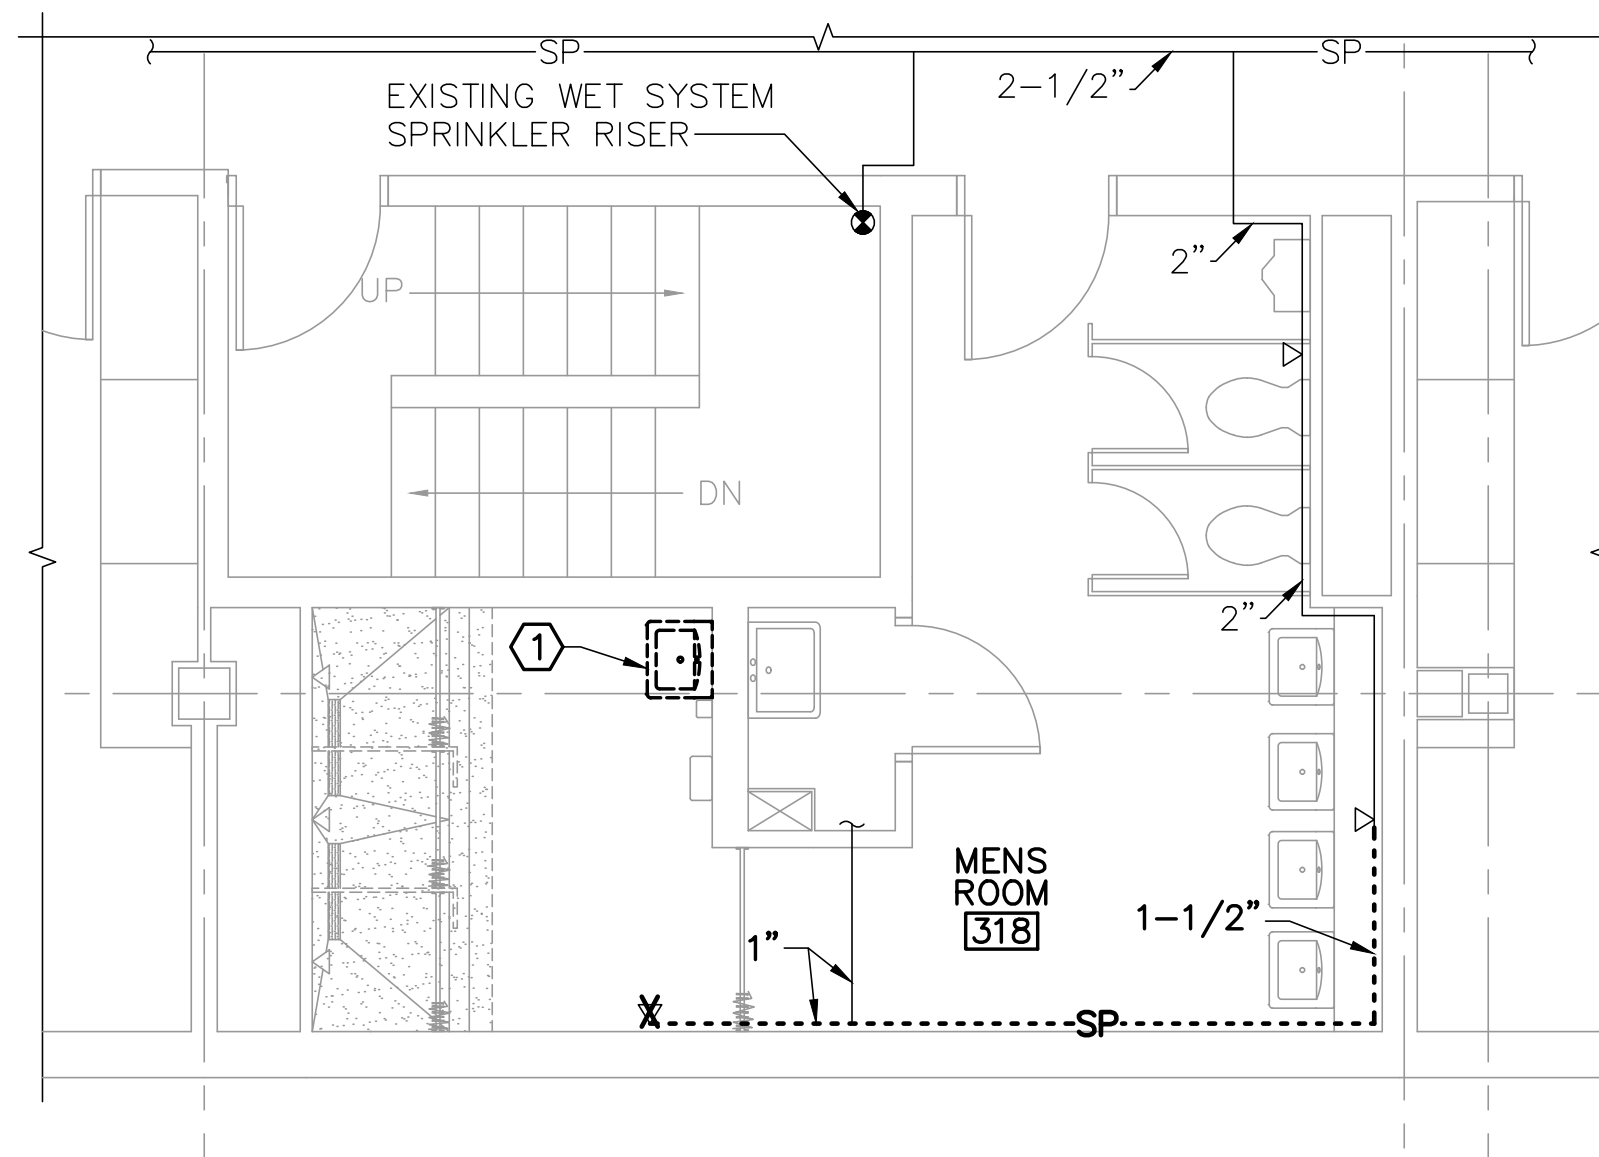 SP
SP
EXISTING WET SYSTEM
SPRINKLER RISER
2-1/2”
2”
UP
DN
2”
1
MENS
ROOM
318
1-1/2”
1”
X
SP